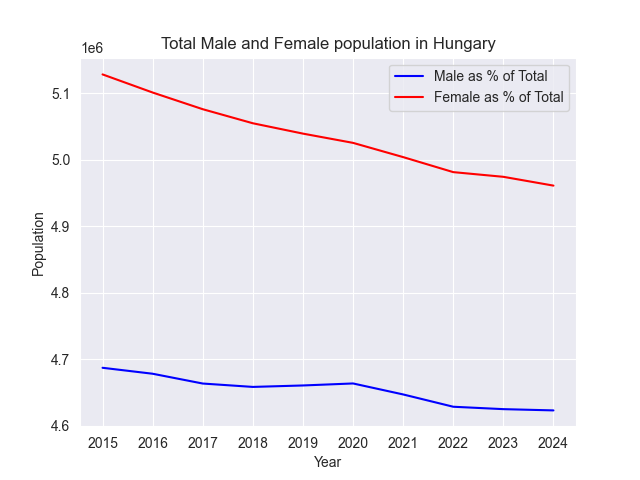 Total Male and Female population in Hungary
1e6
Male as % of Total
Female as % of Total
5.1
5.0
4.9
4.8
4.7
4.6
Population
2015 2016 2017 2018 2019 2020 2021 2022 2023 2024
Year